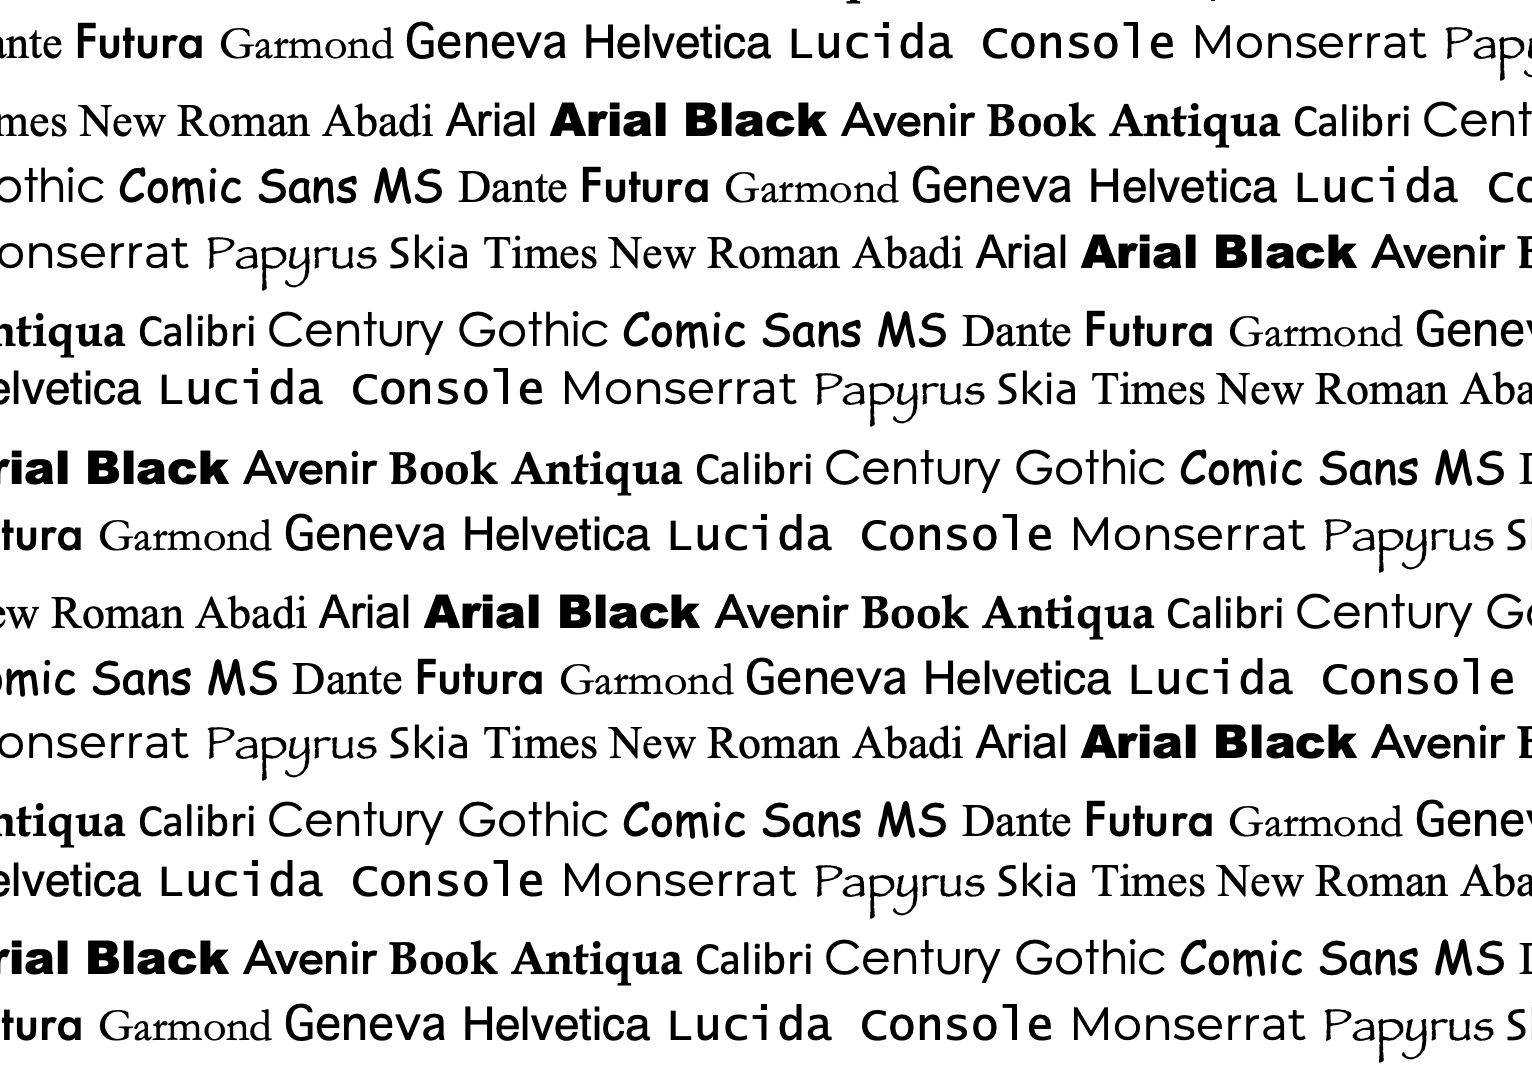 ante Futura Garmond Geneva Helvetica Lucida Console Monserrat Papy
mes New Roman Abadi Arial Arial Black Avenir Book Antiqua Calibri Cent
othic Comic Sans MS Dante Futura Garmond Geneva Helvetica Lucida Co
onserrat Papyrus Skia Times New Roman Abadi Arial Arial Black Avenir B
ntiqua Calibri Century Gothic Comic Sans MS Dante Futura Garmond Genev
elvetica Lucida Console Monserrat Papyrus Skia Times New Roman Aba
rial Black Avenir Book Antiqua Calibri Century Gothic Comic Sans MS
tura Garmond Geneva Helvetica Lucida Console Monserrat Papyrus Sk
ew Roman Abadi Arial Arial Black Avenir Book Antiqua Calibri Century Go
omic Sans MS Dante Futura Garmond Geneva Helvetica Lucida Console
onserrat Papyrus Skia Times New Roman Abadi Arial Arial Black Avenir B
ntiqua Calibri Century Gothic Comic Sans MS Dante Futura Garmond Genev
elvetica Lucida Console Monserrat Papyrus Skia Times New Roman Aba
rial Black Avenir Book Antiqua Calibri Century Gothic Comic Sans MS
tura Garmond Geneva Helvetica Lucida Console Monserrat Papyrus Sk